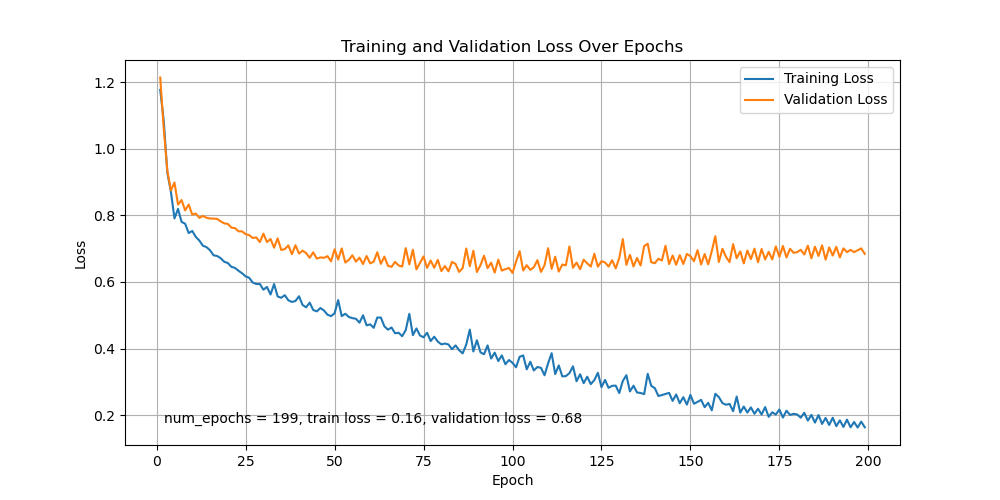 Training and Validation Loss Over Epochs
Training Loss
Validation Loss
Loss
1.2
1.0
0.8
0.6
0.4
0.2
num_epochs = 199, train loss = 0.16, validation loss = 0.68
0 25 50 75 100 125 150 175 200
Epoch